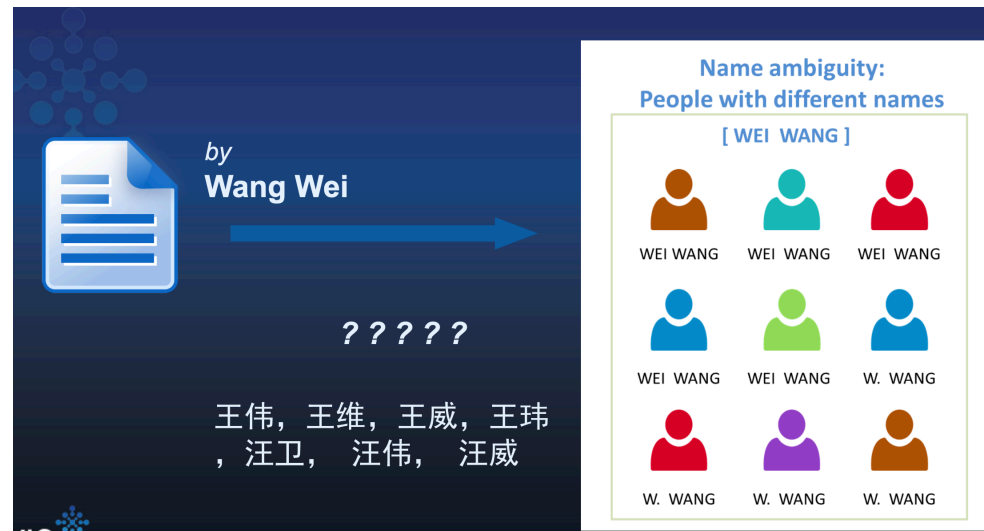 by
Wang Wei
? ? ? ? ?
王伟, 王维, 王威, 王玮
, 汪卫, 汪伟, 汪威
Name ambiguity:
People with different names
[ WEI WANG ]
WEI WANG WEI WANG WEI WANG
WEI WANG WEI WANG W. WANG
W. WANG W. WANG W. WANG